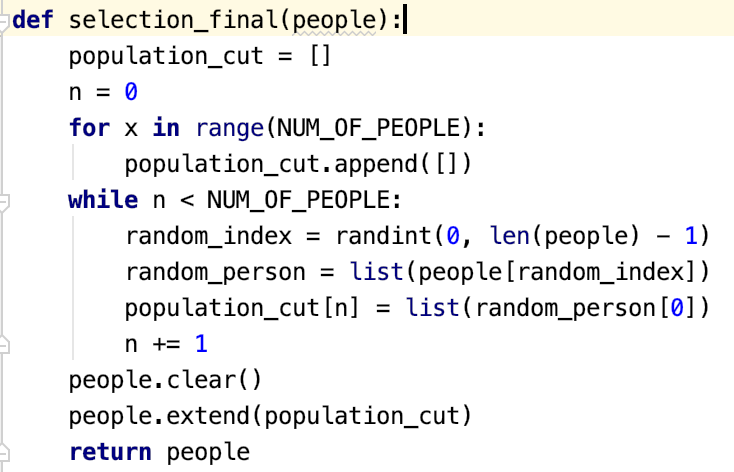 def selection_final(people):
    population_cut = []
    n = 0
    for x in range(NUM_OF_PEOPLE):
        population_cut.append([])
    while n < NUM_OF_PEOPLE:
        random_index = randint(0, len(people) - 1)
        random_person = list(people[random_index])
        population_cut[n] = list(random_person[0])
        n += 1
    people.clear()
    people.extend(population_cut)
    return people